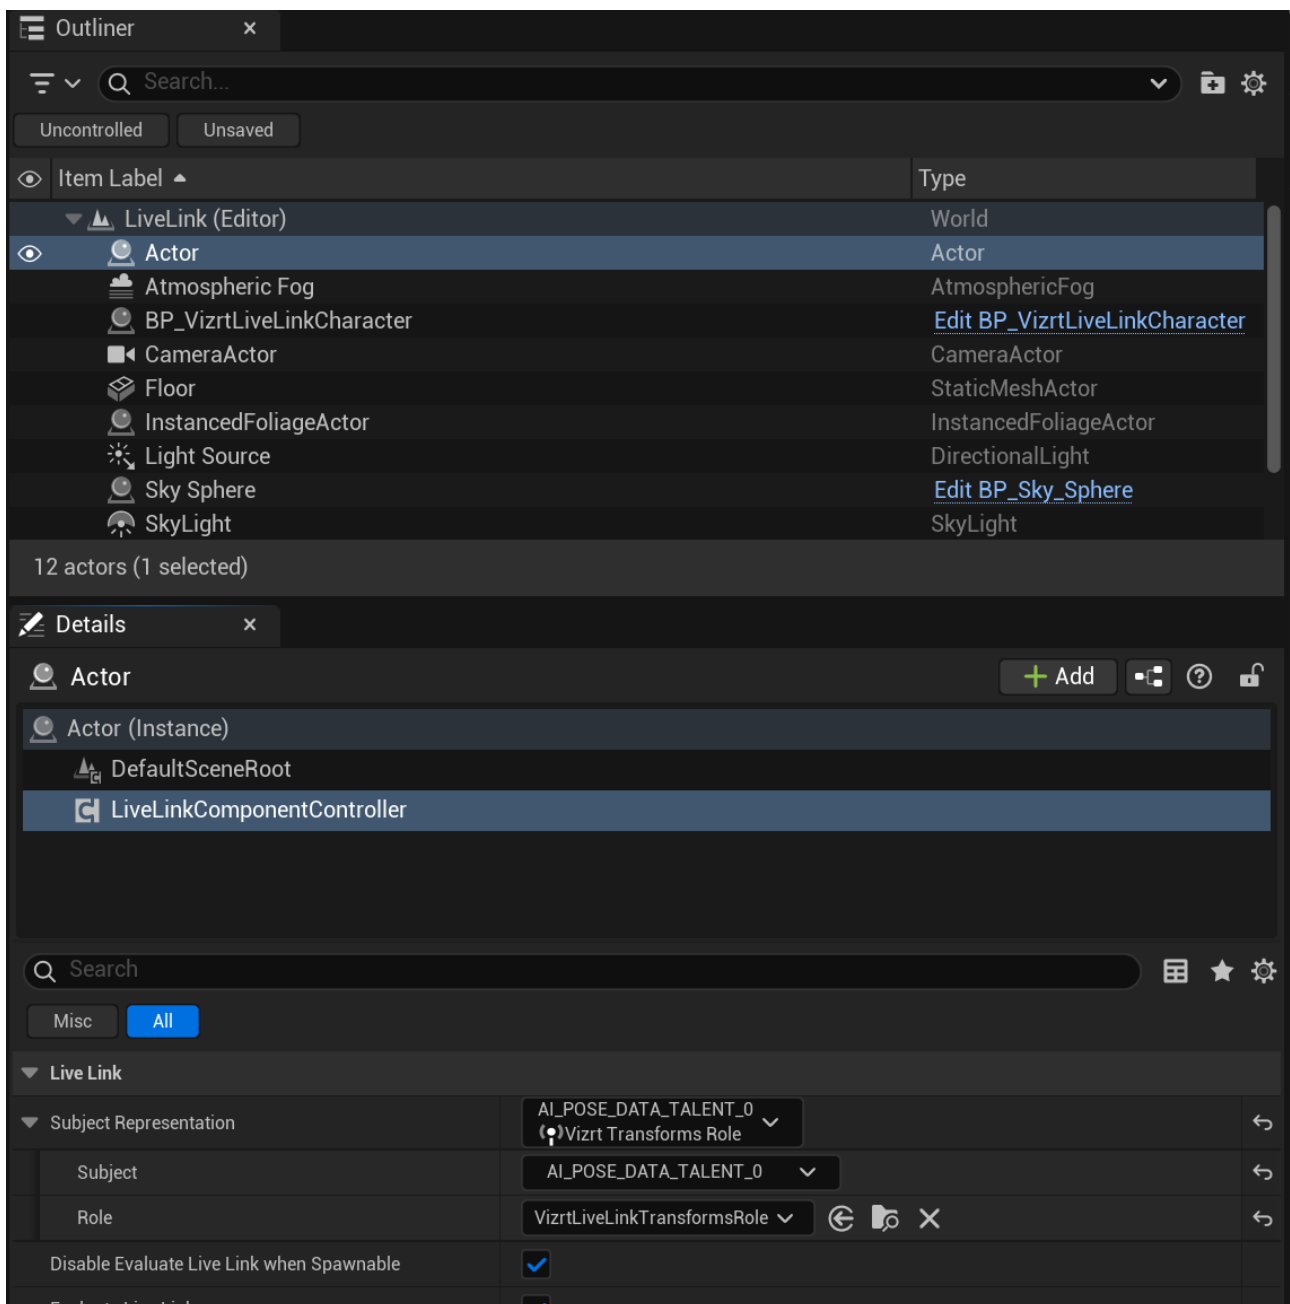 Outliner
Search...
Uncontrolled Unsaved
Item Label Type
LiveLink (Editor) World
Actor Actor
Atmospheric Fog AtmosphericFog
BP_VizrtLiveLinkCharacter Edit BP_VizrtLiveLinkCharacter
CameraActor CameraActor
Floor StaticMeshActor
InstancedFoliageActor InstancedFoliageActor
Light Source DirectionalLight
Sky Sphere Edit BP_Sky_Sphere
SkyLight SkyLight
12 actors (1 selected)
Details
Actor Add
Actor (Instance)
DefaultSceneRoot
LiveLinkComponentController
Search
Misc All
Live Link
Subject Representation AI_POSE_DATA_TALENT_0
Vizrt Transforms Role
Subject AI_POSE_DATA_TALENT_0
Role VizrtLiveLinkTransformsRole
Disable Evaluate Live Link when Spawnable